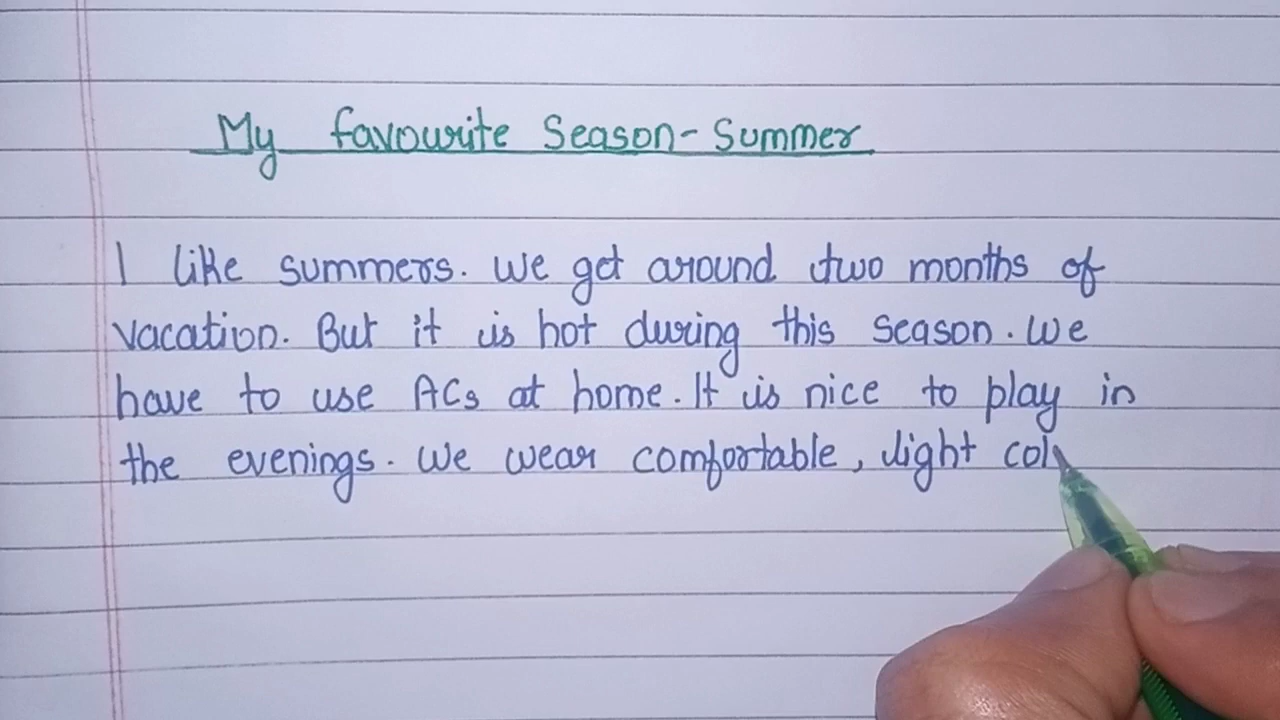 My favourite Season-Summer
I like summers. We get around two months of
vacation. But it is hot during this season. We
have to use ACs at home. It is nice to play in
the evenings. We wear comfortable, light col